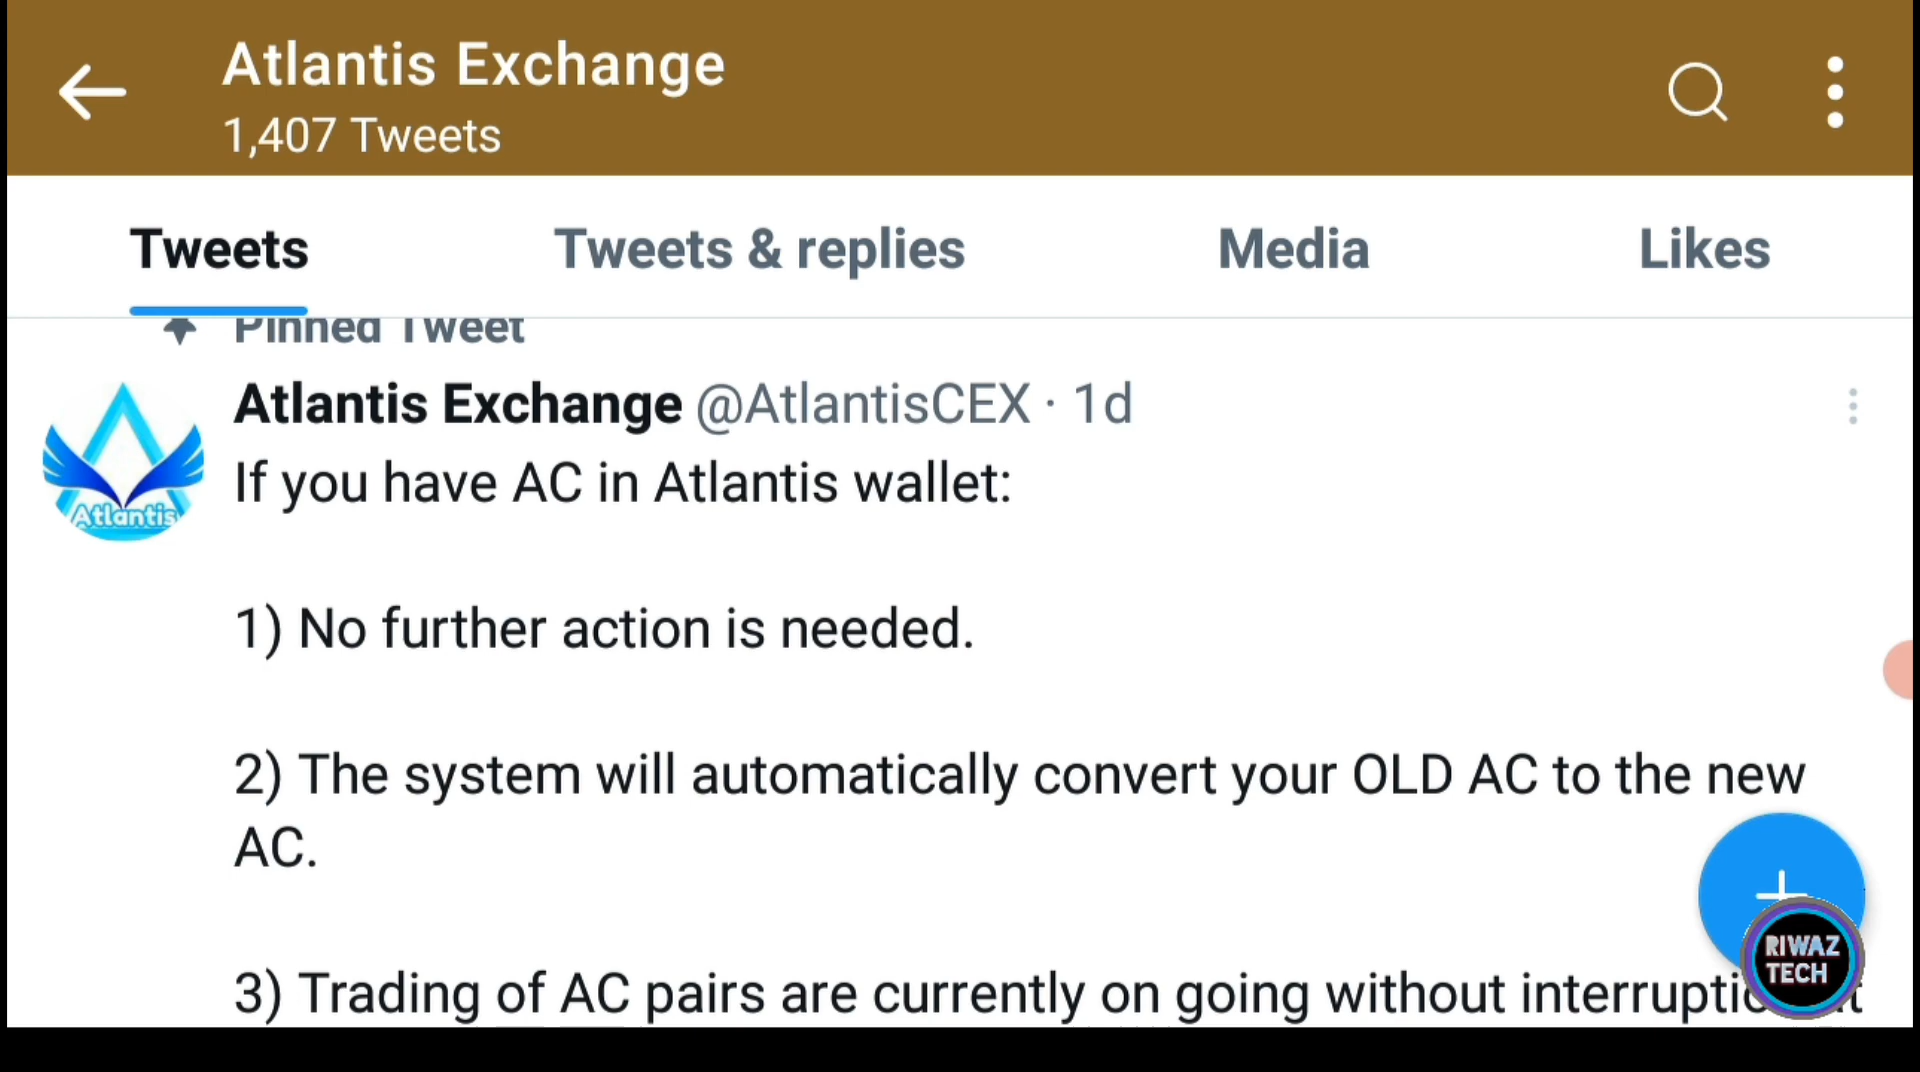 Atlantis Exchange
1,407 Tweets
Tweets
Tweets & replies
Media
Likes
Pinned Tweet
Atlantis Exchange @AtlantisCEX · 1d
Atlantis
If you have AC in Atlantis wallet:
1) No further action is needed.
2) The system will automatically convert your OLD AC to the new
AC.
3) Trading of AC pairs are currently on going without
RIWAZ
TECH